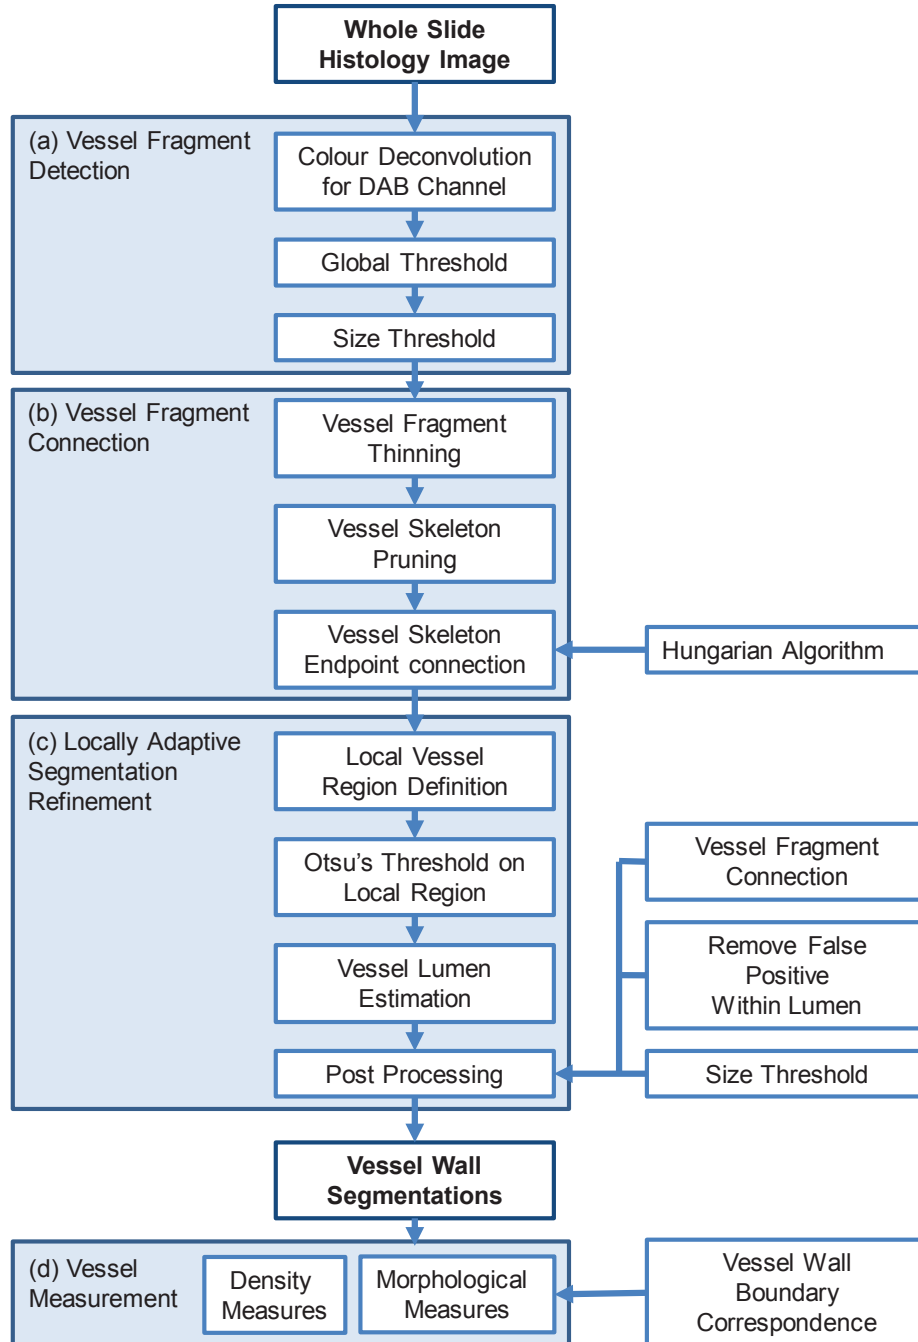 Whole Slide
Histology Image
(a) Vessel Fragment
Detection
Colour Deconvolution
for DAB Channel
Global Threshold
Size Threshold
(b) Vessel Fragment
Connection
Vessel Fragment
Thinning
Vessel Skeleton
Pruning
Vessel Skeleton
Endpoint connection
Hungarian Algorithm
(c) Locally Adaptive
Segmentation
Refinement
Local Vessel
Region Definition
Otsu's Threshold on
Local Region
Vessel Lumen
Estimation
Post Processing
Vessel Fragment
Connection
Remove False
Positive
Within Lumen
Size Threshold
Vessel Wall
Segmentations
(d) Vessel
Measurement
Density
Measures
Morphological
Measures
Vessel Wall
Boundary
Correspondence